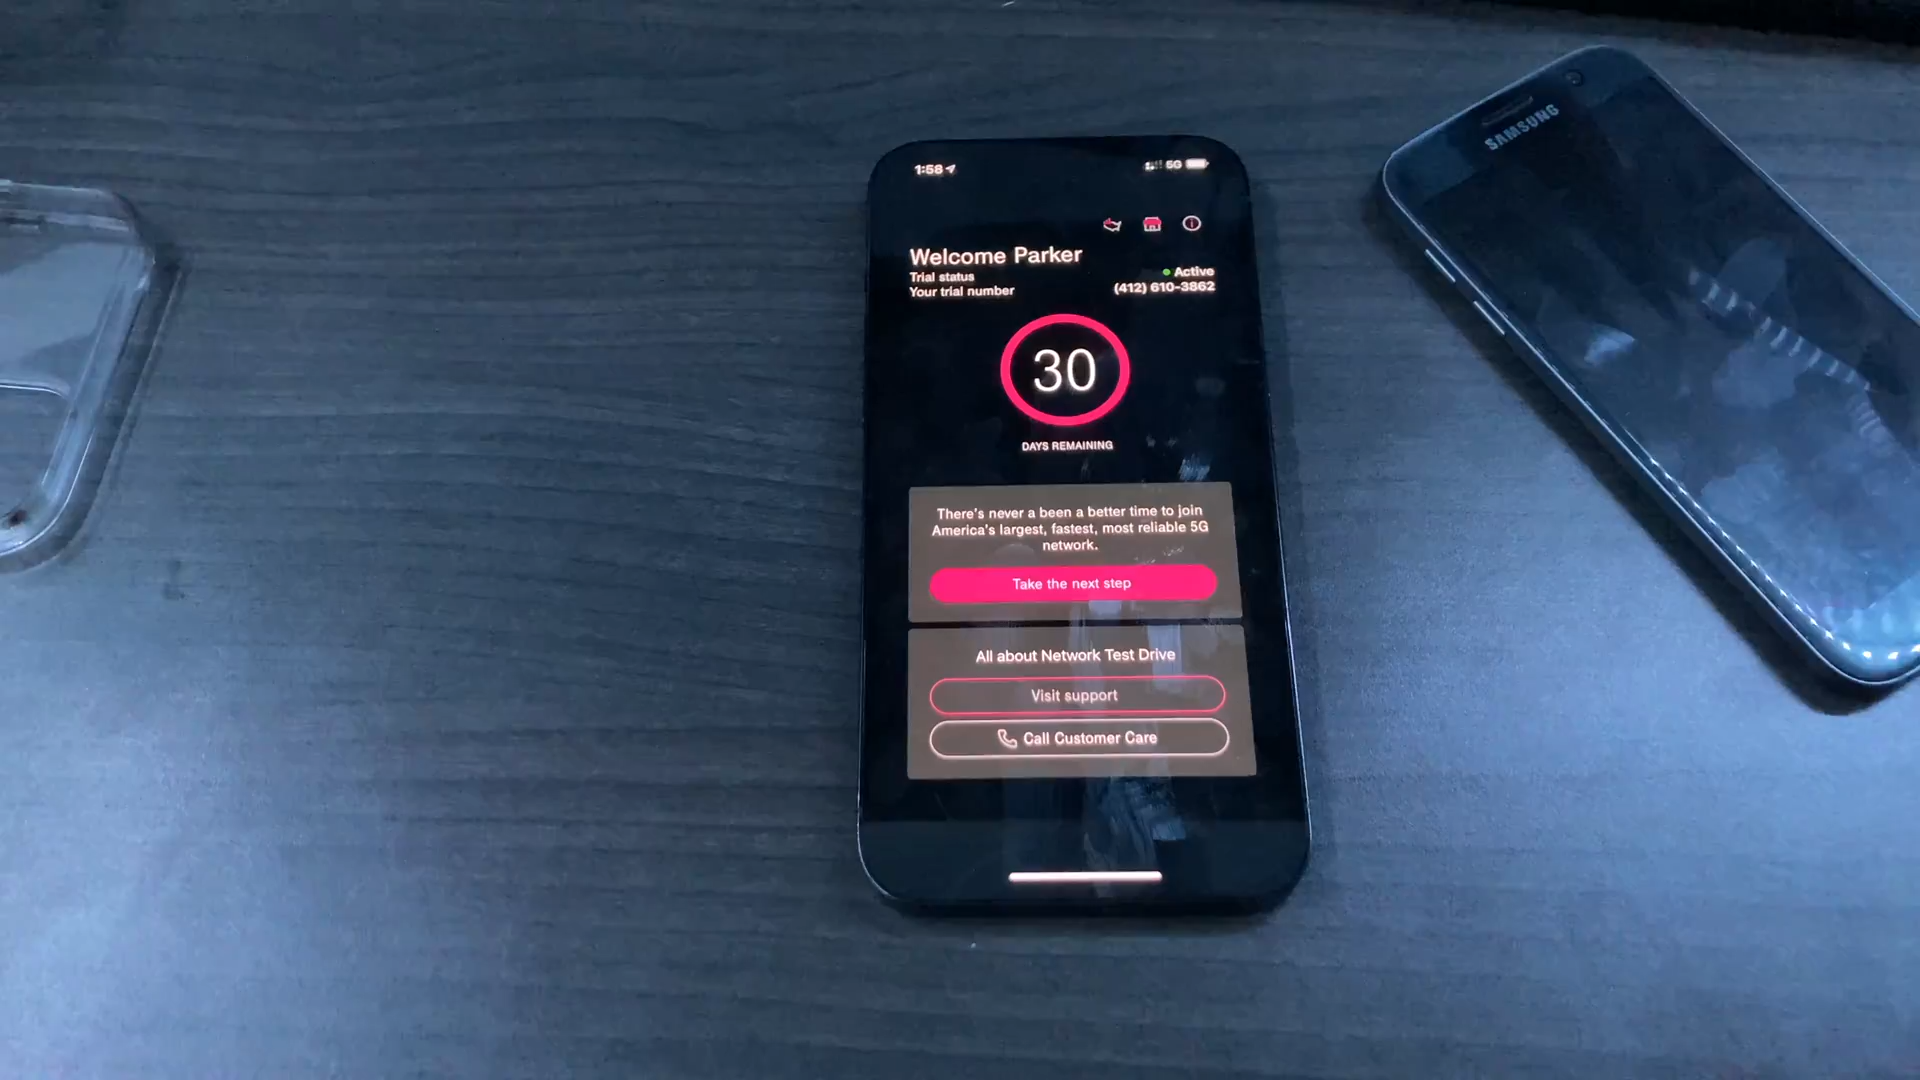 1:58
5G
Welcome Parker
Trial status
Active
Your trial number
(412) 610-3862
30
DAYS REMAINING
There's never a been a better time to join
America's largest, fastest, most reliable 5G
network.
Take the next step
All about Network Test Drive
Visit support
Call Customer Care
SAMSUNG